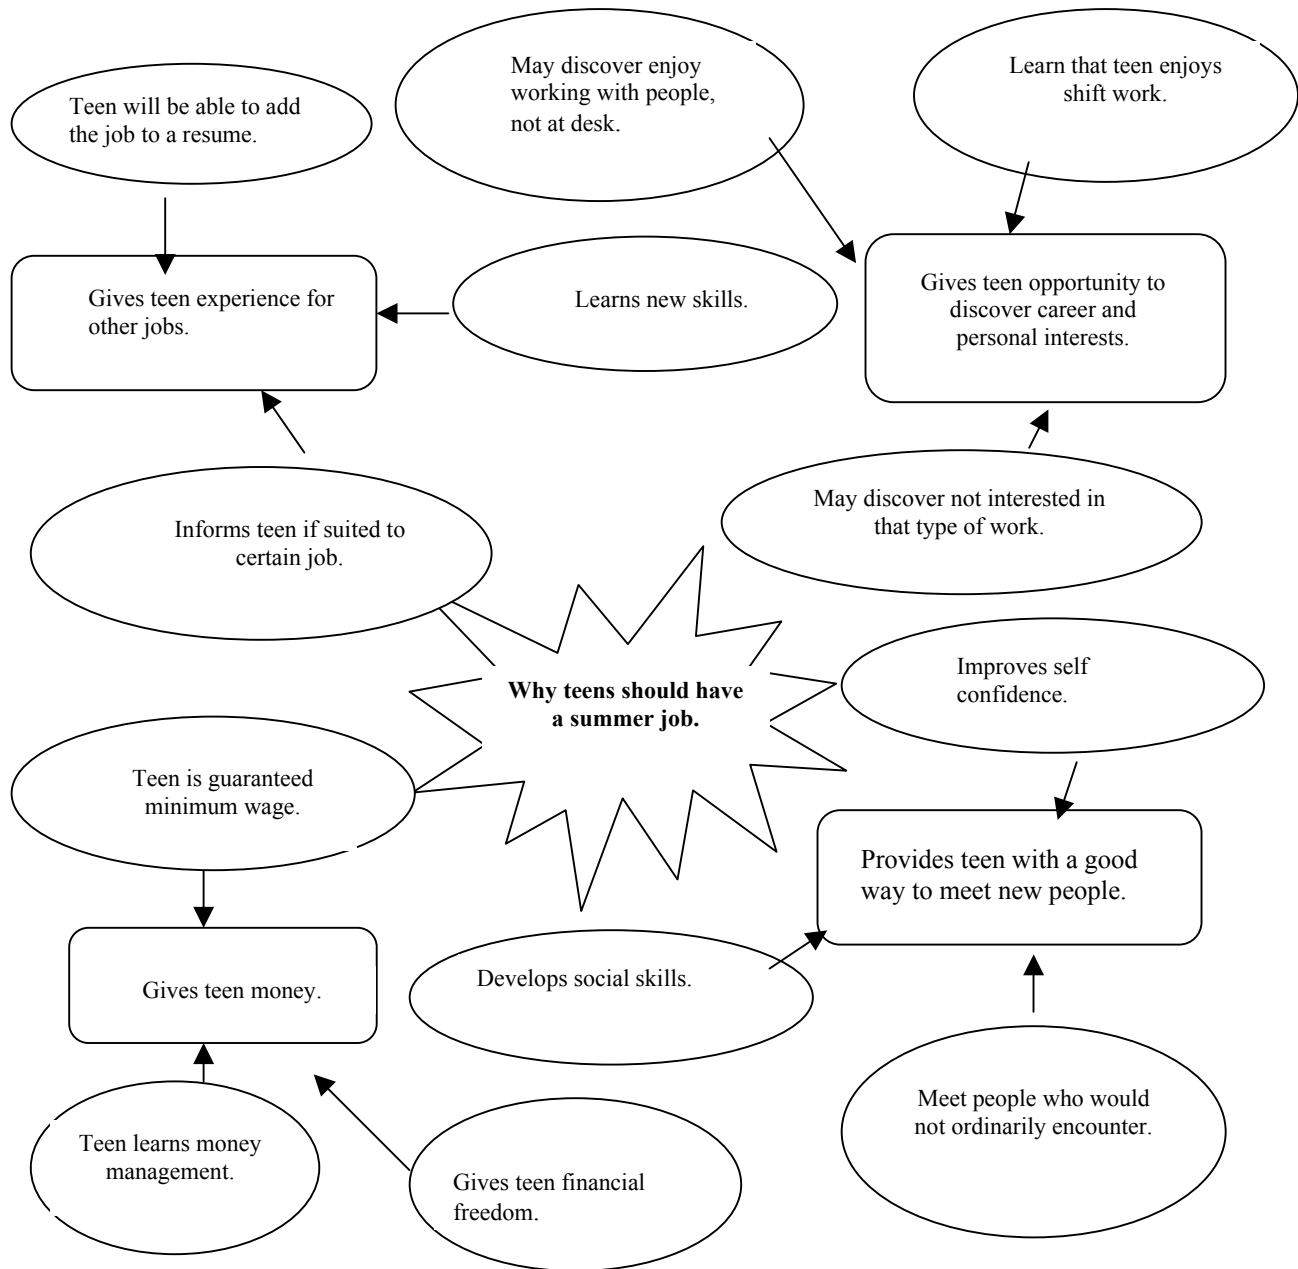 May discover enjoy
working with people,
not at desk.
Learn that teen enjoys
shift work.
Teen will be able to add
the job to a resume.
Gives teen experience for
other jobs.
Learns new skills.
Gives teen opportunity to
discover career and
personal interests.
Informs teen if suited to
certain job.
May discover not interested in
that type of work.
Why teens should have
a summer job.
Improves self
confidence.
Teen is guaranteed
minimum wage.
Provides teen with a good
way to meet new people.
Gives teen money.
Develops social skills.
Teen learns money
management.
Gives teen financial
freedom.
Meet people who would
not ordinarily encounter.